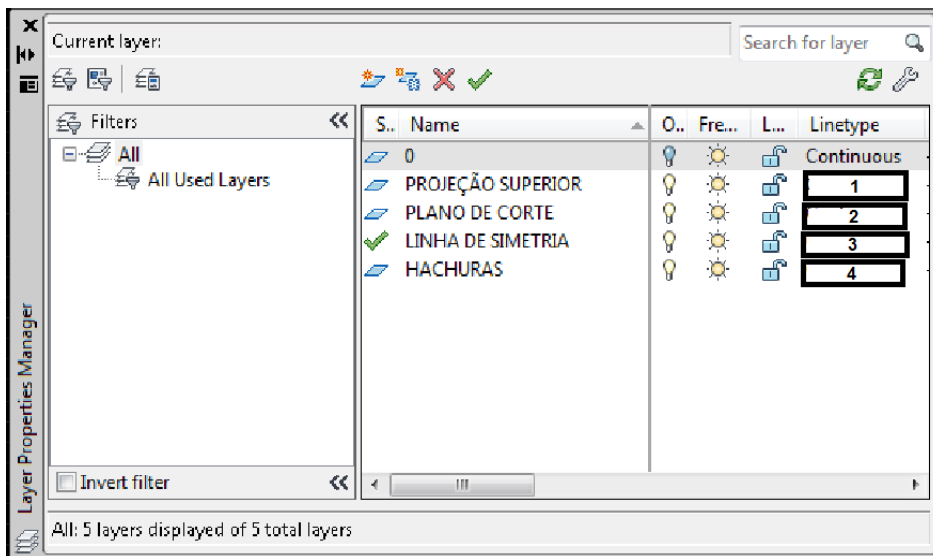 Current layer:
Search for layer
Filters
All
All Used Layers
S.. Name O.. Fre... L... Linetype
0 Continuous
PROJEÇÃO SUPERIOR 1
PLANO DE CORTE 2
LINHA DE SIMETRIA 3
HACHURAS 4
Invert filter
All: 5 layers displayed of 5 total layers
Layer Properties Manager